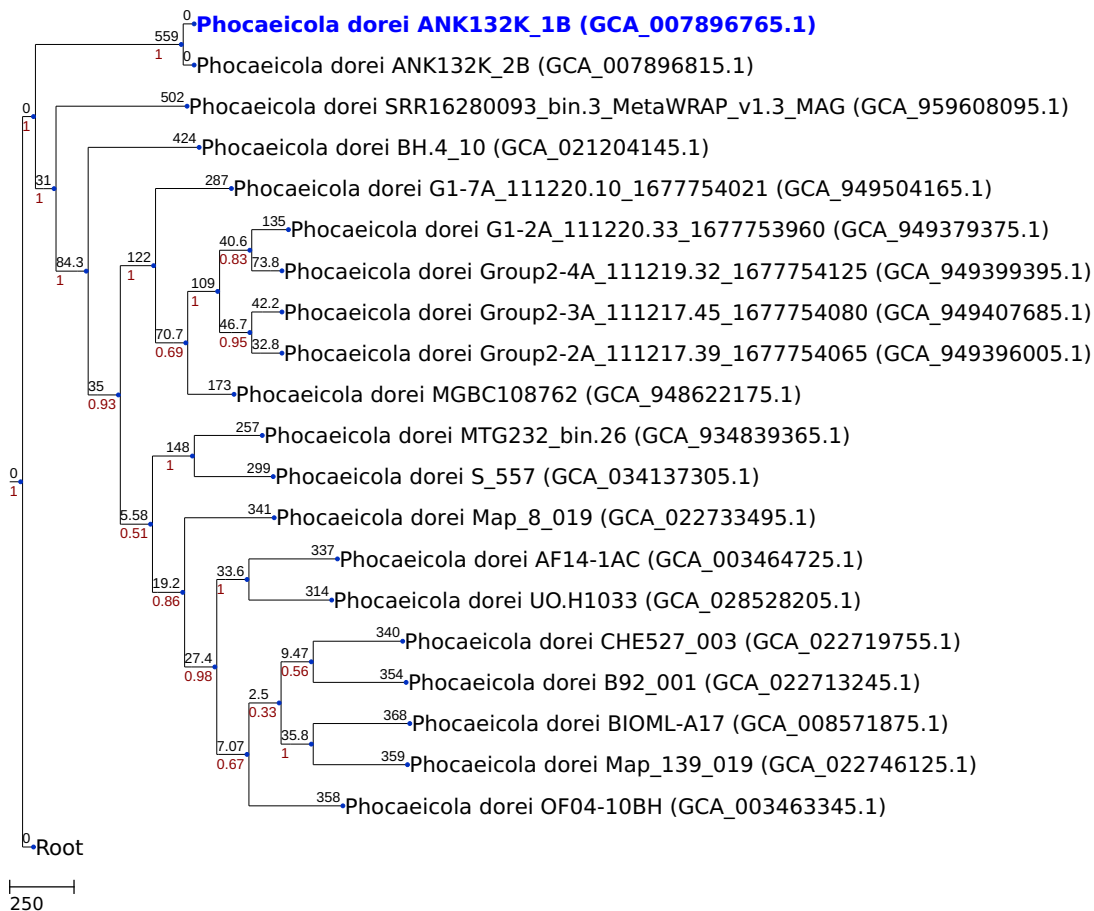 0
Phocaeicola dorei ANK132K_1B (GCA_007896765.1)
559
1
0
Phocaeicola dorei ANK132K_2B (GCA_007896815.1)
502
Phocaeicola dorei SRR16280093_bin.3_MetaWRAP_v1.3_MAG (GCA_959608095.1)
0
1
424
Phocaeicola dorei BH.4_10 (GCA_021204145.1)
31
1
287
Phocaeicola dorei G1-7A_111220.10_1677754021 (GCA_949504165.1)
135
Phocaeicola dorei G1-2A_111220.33_1677753960 (GCA_949379375.1)
40.6
0.83
84.3
1
122
1
73.8
Phocaeicola dorei Group2-4A_111219.32_1677754125 (GCA_949399395.1)
109
1
42.2
Phocaeicola dorei Group2-3A_111217.45_1677754080 (GCA_949407685.1)
46.7
0.95
70.7
0.69
32.8
Phocaeicola dorei Group2-2A_111217.39_1677754065 (GCA_949396005.1)
35
0.93
173
Phocaeicola dorei MGBC108762 (GCA_948622175.1)
257
Phocaeicola dorei MTG232_bin.26 (GCA_934839365.1)
148
1
299
Phocaeicola dorei S_557 (GCA_034137305.1)
0
1
341
Phocaeicola dorei Map_8_019 (GCA_022733495.1)
5.58
0.51
337
Phocaeicola dorei AF14-1AC (GCA_003464725.1)
33.6
1
19.2
0.86
314
Phocaeicola dorei UO.H1033 (GCA_028528205.1)
340
Phocaeicola dorei CHE527_003 (GCA_022719755.1)
9.47
0.56
27.4
0.98
354
Phocaeicola dorei B92_001 (GCA_022713245.1)
2.5
0.33
368
Phocaeicola dorei BIOML-A17 (GCA_008571875.1)
35.8
1
7.07
0.67
359
Phocaeicola dorei Map_139_019 (GCA_022746125.1)
358
Phocaeicola dorei OF04-10BH (GCA_003463345.1)
0
Root
250